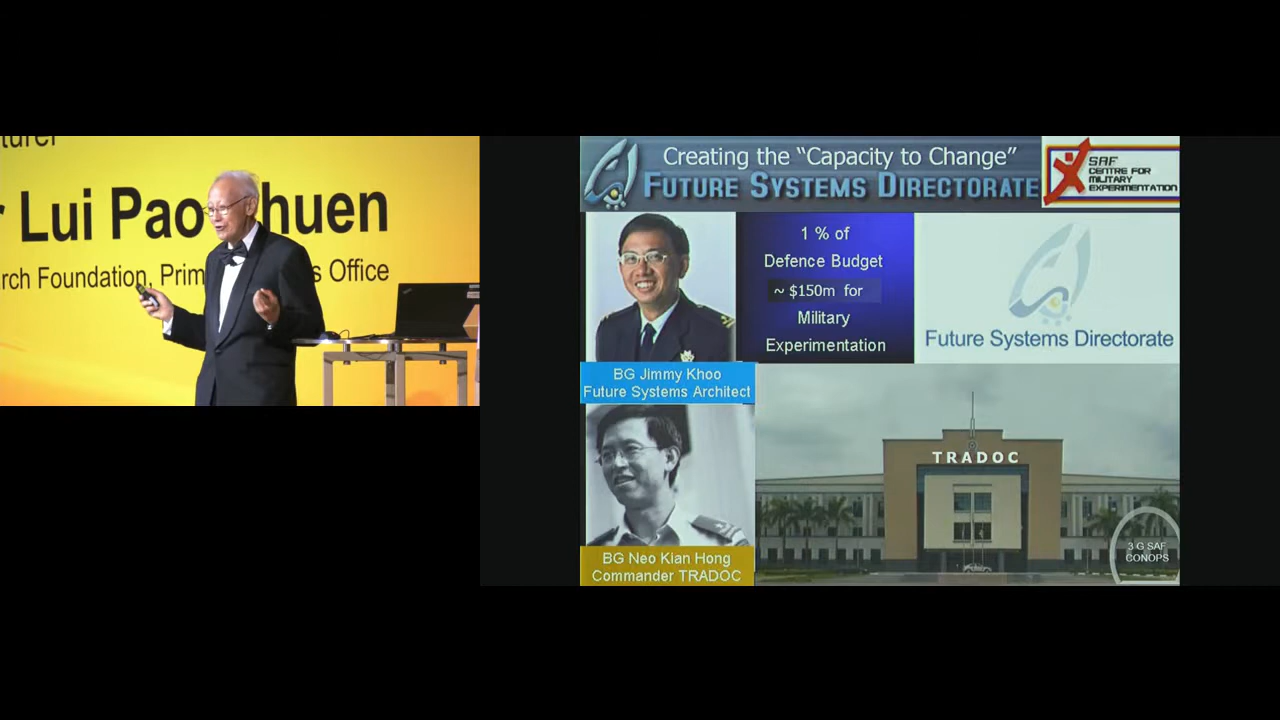 Lui Pao
huen
rch Foundation, Prim
s Office
Creating the “Capacity to Change”
FUTURE SYSTEMS DIRECTORATE
SAF
CENTRE FOR
MILITARY
EXPERIMENTATION
1 % of
Defence Budget
~ $150m for
Military
Experimentation
Future Systems Directorate
BG Jimmy Khoo
Future Systems Architect
TRADOC
BG Neo Kian Hong
Commander TRADOC
3 G SAF
CONOPS